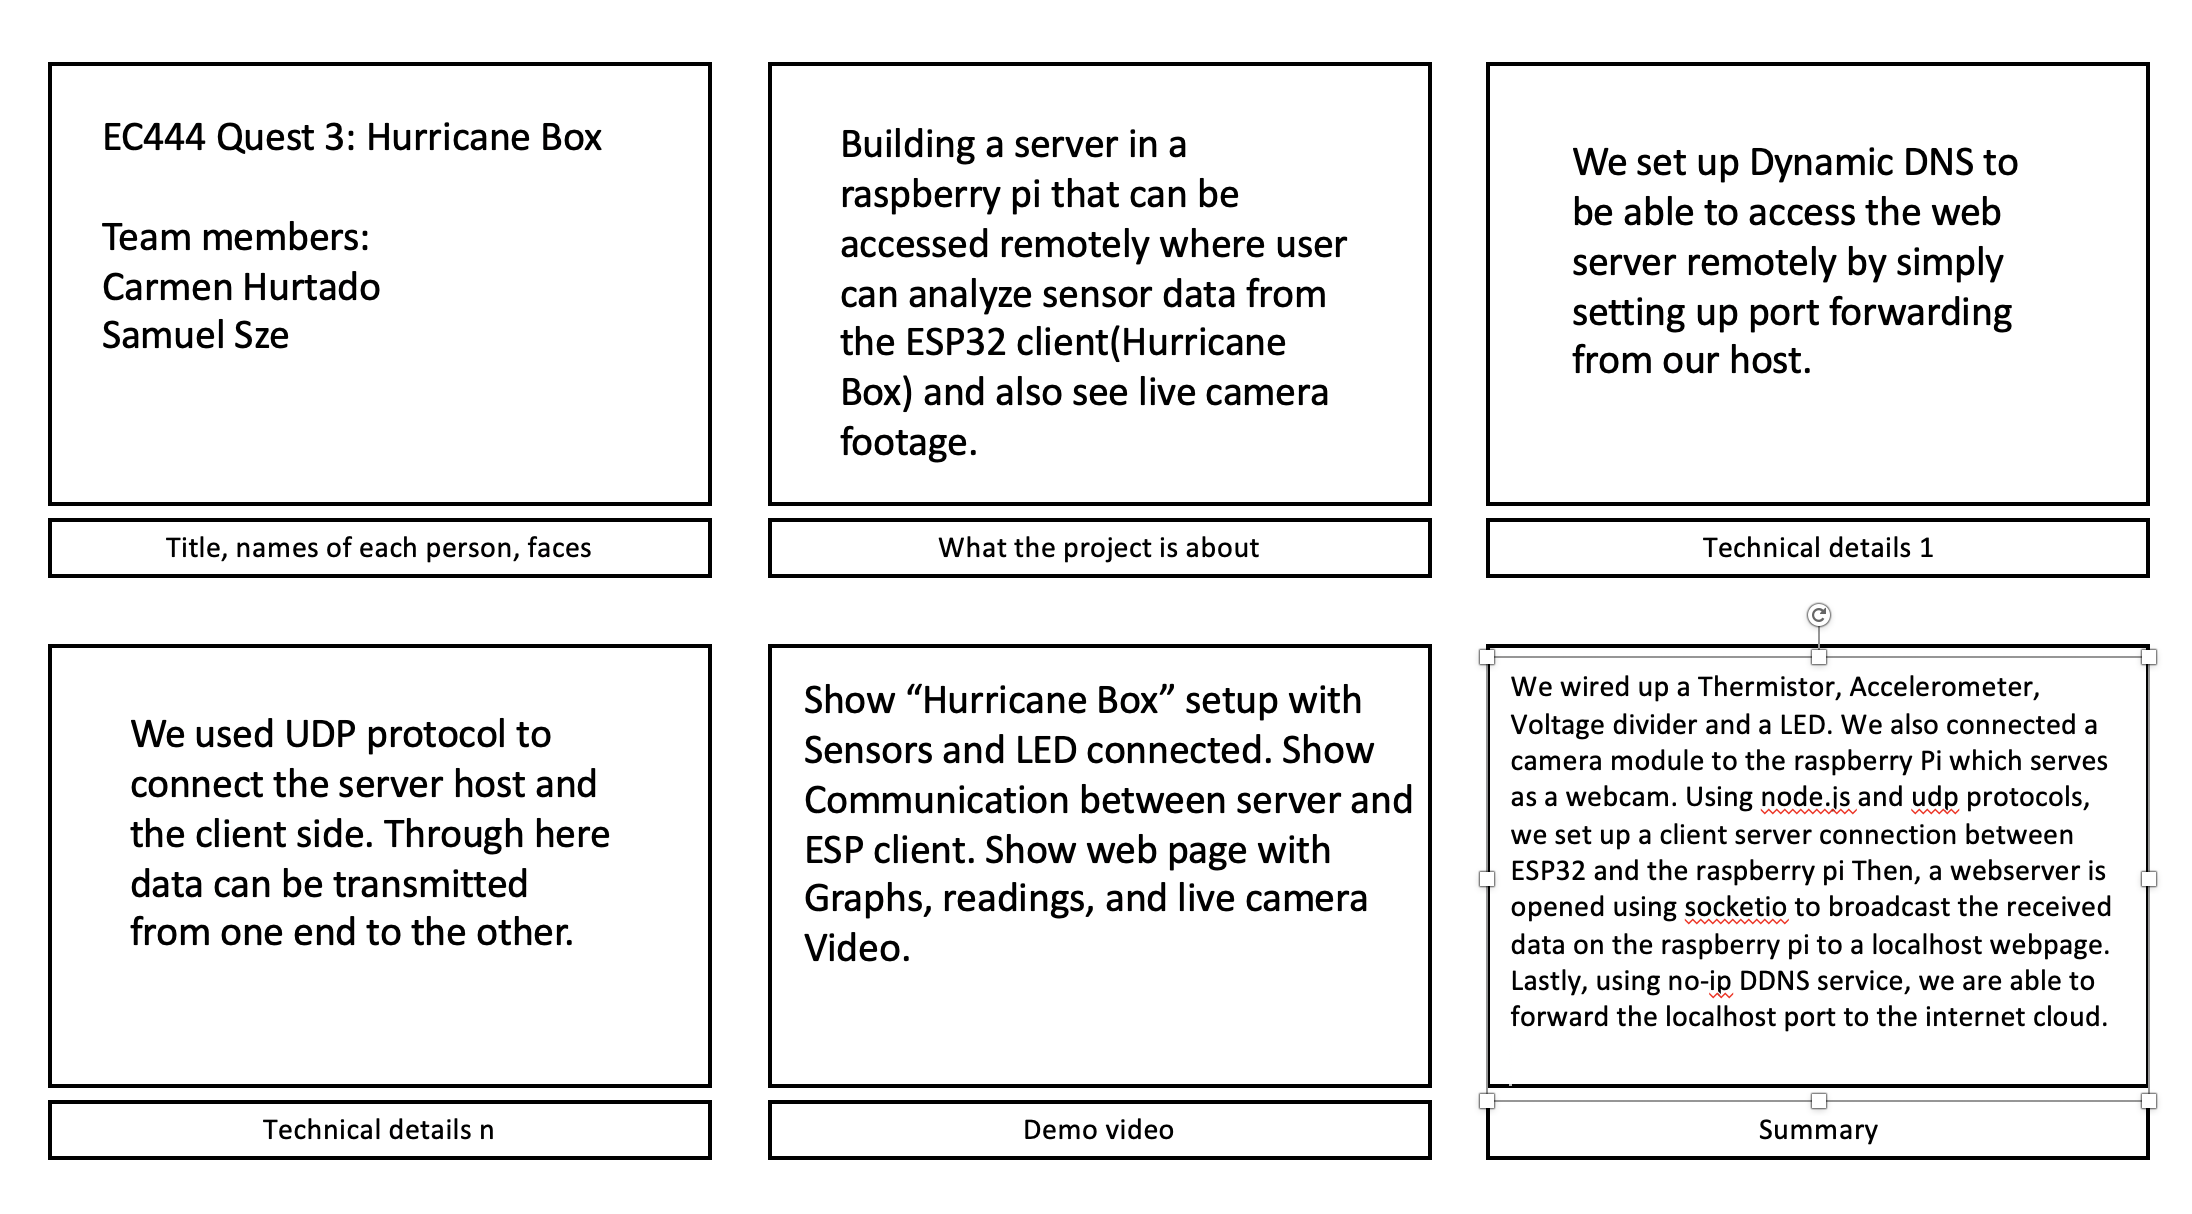 EC444 Quest 3: Hurricane Box
Team members:
Carmen Hurtado
Samuel Sze
Title, names of each person, faces
Building a server in a
raspberry pi that can be
accessed remotely where user
can analyze sensor data from
the ESP32 client(Hurricane
Box) and also see live camera
footage.
What the project is about
We set up Dynamic DNS to
be able to access the web
server remotely by simply
setting up port forwarding
from our host.
Technical details 1
We used UDP protocol to
connect the server host and
the client side. Through here
data can be transmitted
from one end to the other.
Technical details n
Show “Hurricane Box” setup with
Sensors and LED connected. Show
Communication between server and
ESP client. Show web page with
Graphs, readings, and live camera
Video.
Demo video
We wired up a Thermistor, Accelerometer,
Voltage divider and a LED. We also connected a
camera module to the raspberry Pi which serves
as a webcam. Using node.js and udp protocols,
we set up a client server connection between
ESP32 and the raspberry pi Then, a webserver is
opened using socketio to broadcast the received
data on the raspberry pi to a localhost webpage.
Lastly, using no-ip DDNS service, we are able to
forward the localhost port to the internet cloud.
Summary